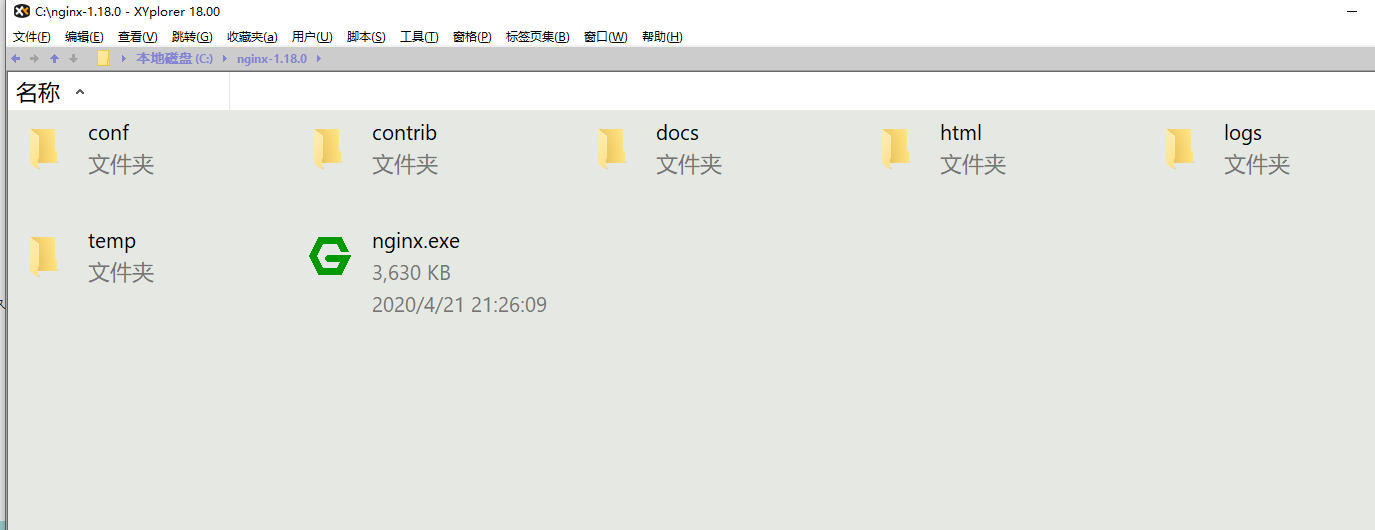 C:\nginx-1.18.0 - XYplorer 18.00
文件(F) 编辑(E) 查看(V) 跳转(G) 收藏夹(a) 用户(U) 脚本(S) 工具(T) 窗格(P) 标签页集(B) 窗口(W) 帮助(H)
本地磁盘 (C:) nginx-1.18.0
名称
conf contrib docs html logs
文件夹 文件夹 文件夹 文件夹 文件夹
temp nginx.exe
文件夹 3,630 KB
2020/4/21 21:26:09